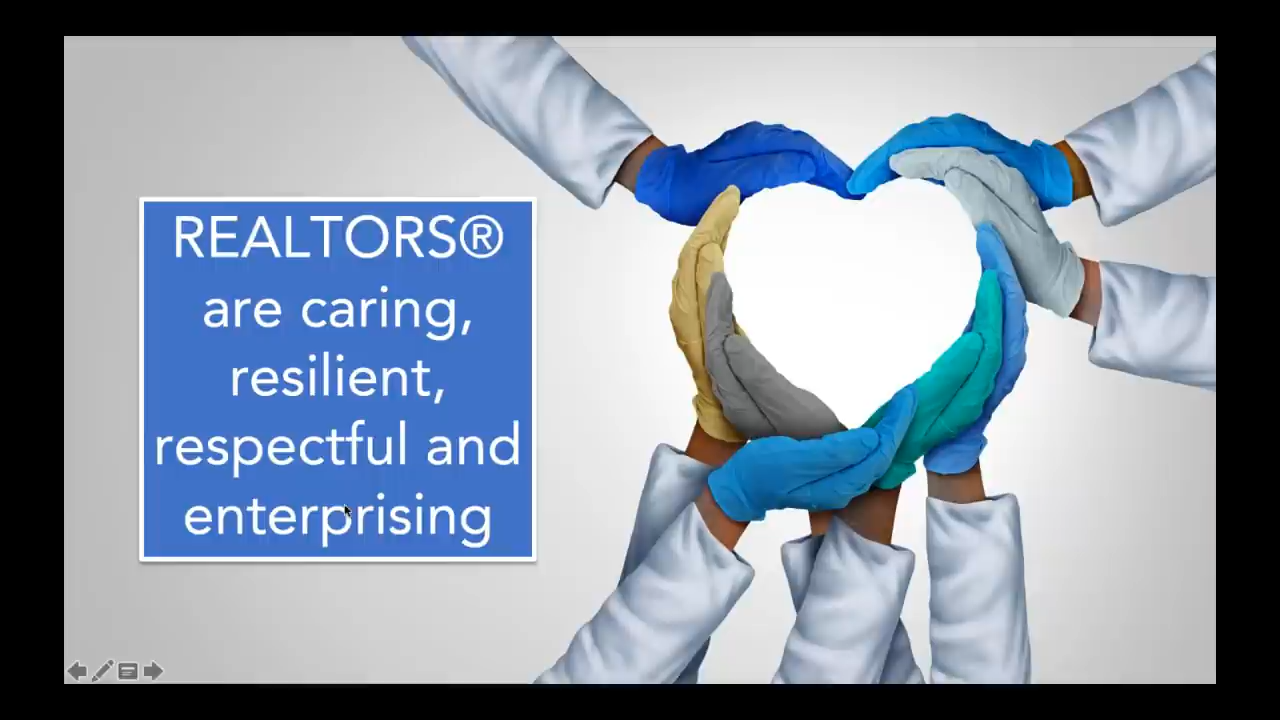 REALTORS®
are caring,
resilient,
respectful and
enterprising